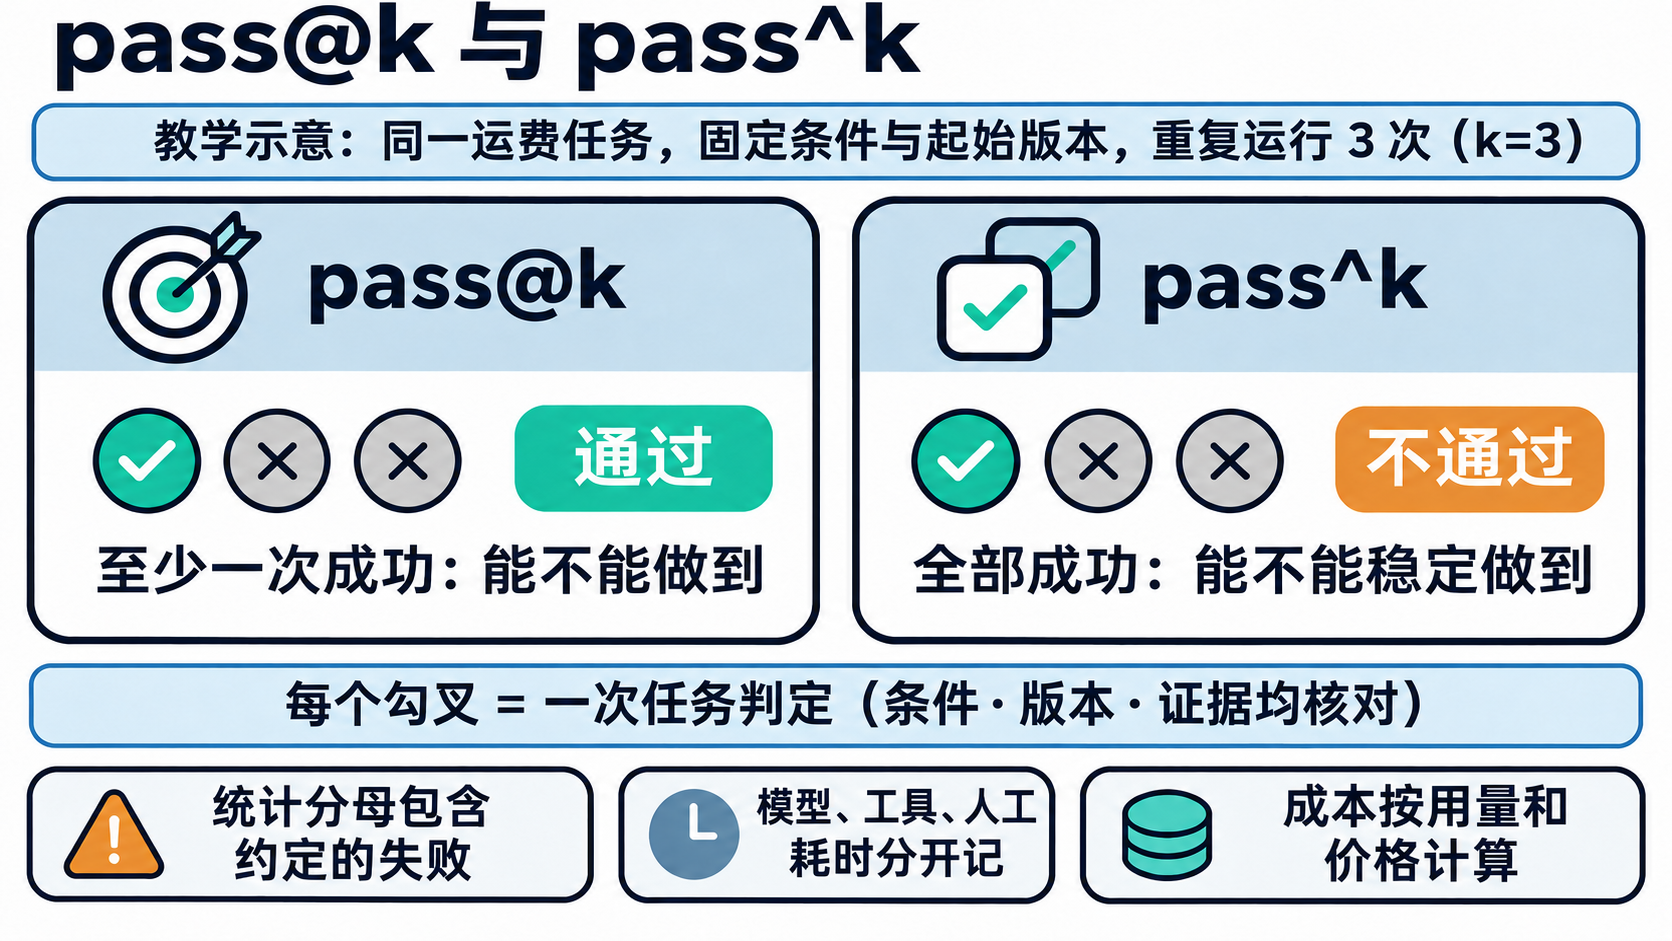 pass@k 与 pass^k
教学示意：同一运费任务，固定条件与起始版本，重复运行 3 次（k=3）
pass@k
通过
至少一次成功：能不能做到
pass^k
不通过
全部成功：能不能稳定做到
每个勾叉 = 一次任务判定（条件·版本·证据均核对）
统计分母包含
约定的失败
模型、工具、人工
耗时分开记
成本按用量和
价格计算